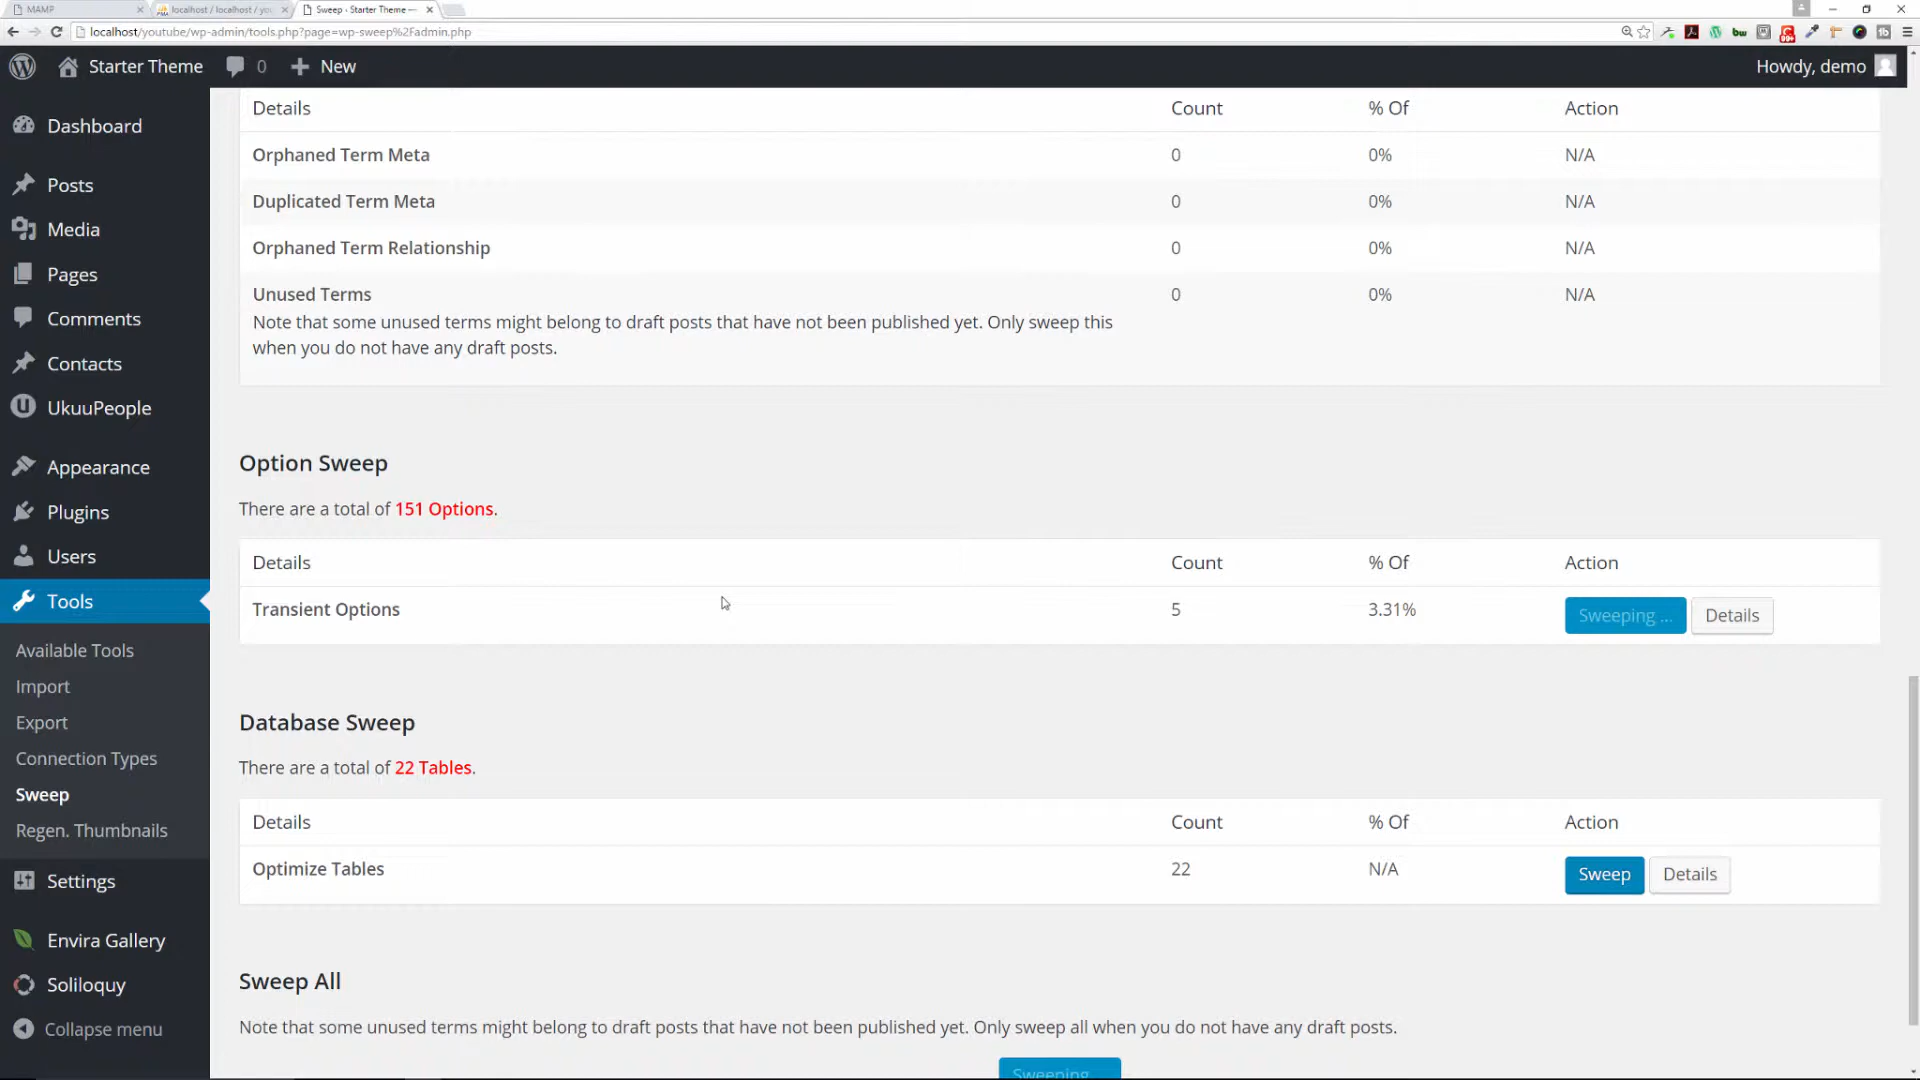 MAMP
localhost / localhost / you
Sweep ‹ Starter Theme —
localhost/youtube/wp-admin/tools.php?page=wp-sweep%2Fadmin.php
Starter Theme
0
New
Howdy, demo
Dashboard
Posts
Media
Pages
Comments
Contacts
UkuuPeople
Appearance
Plugins
Users
Tools
Available Tools
Import
Export
Connection Types
Sweep
Regen. Thumbnails
Settings
Envira Gallery
Soliloquy
Collapse menu
Details Count % Of Action
Orphaned Term Meta 0 0% N/A
Duplicated Term Meta 0 0% N/A
Orphaned Term Relationship 0 0% N/A
Unused Terms 0 0% N/A
Note that some unused terms might belong to draft posts that have not been published yet. Only sweep this
when you do not have any draft posts.
Option Sweep
There are a total of 151 Options.
Details Count % Of Action
Transient Options 5 3.31% Sweeping ... Details
Database Sweep
There are a total of 22 Tables.
Details Count % Of Action
Optimize Tables 22 N/A Sweep Details
Sweep All
Note that some unused terms might belong to draft posts that have not been published yet. Only sweep all when you do not have any draft posts.
Sweeping ...